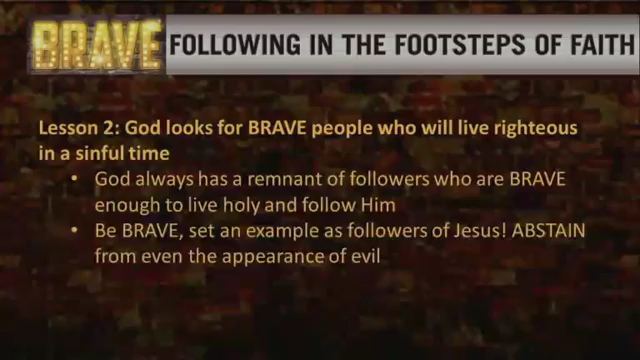 BRAVE FOLLOWING IN THE FOOTSTEPS OF FAITH
Lesson 2: God looks for BRAVE people who will live righteous
in a sinful time
• God always has a remnant of followers who are BRAVE
enough to live holy and follow Him
• Be BRAVE, set an example as followers of Jesus! ABSTAIN
from even the appearance of evil